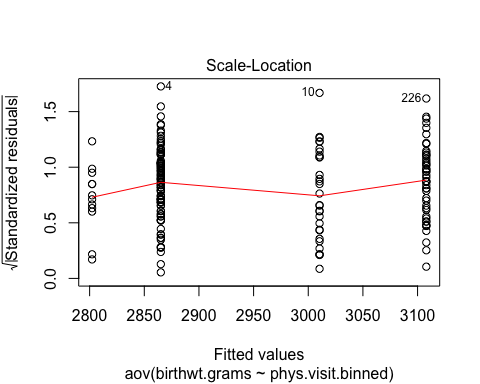 Scale-Location
4
10
226
√|Standardized residuals|
0.0 0.5 1.0 1.5
2800 2850 2900 2950 3000 3050 3100
Fitted values
aov(birthwt.grams ~ phys.visit.binned)